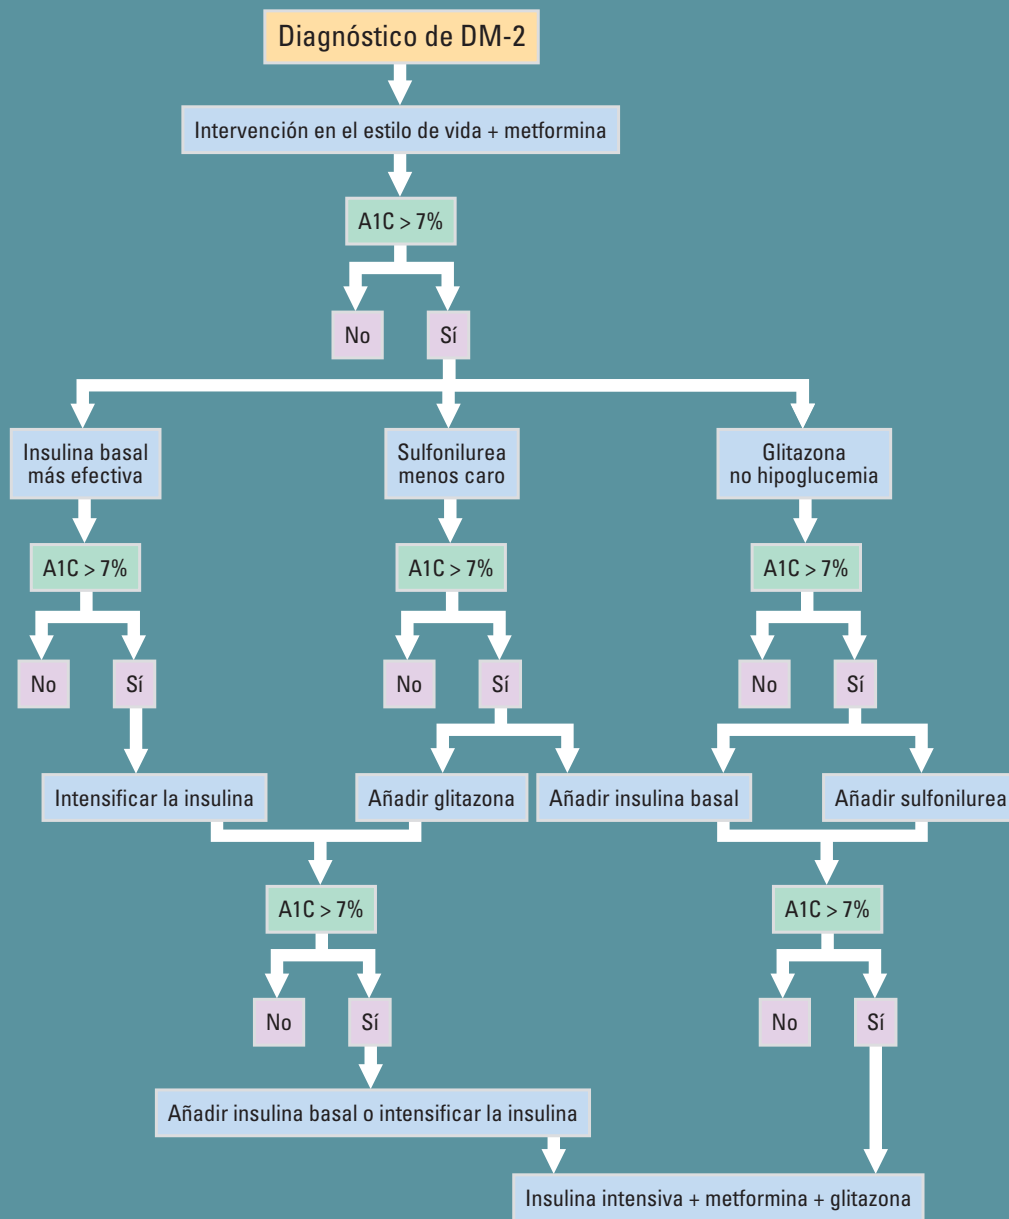 Diagnóstico de DM-2
Intervención en el estilo de vida + metformina
A1C > 7%
No
Sí
Insulina basal
más efectiva
Sulfonilurea
menos caro
Glitazona
no hipoglucemia
A1C > 7%
A1C > 7%
A1C > 7%
No
Sí
No
Sí
No
Sí
Intensificar la insulina
Añadir glitazona
Añadir insulina basal
Añadir sulfonilurea
A1C > 7%
A1C > 7%
No
Sí
No
Sí
Añadir insulina basal o intensificar la insulina
Insulina intensiva + metformina + glitazona